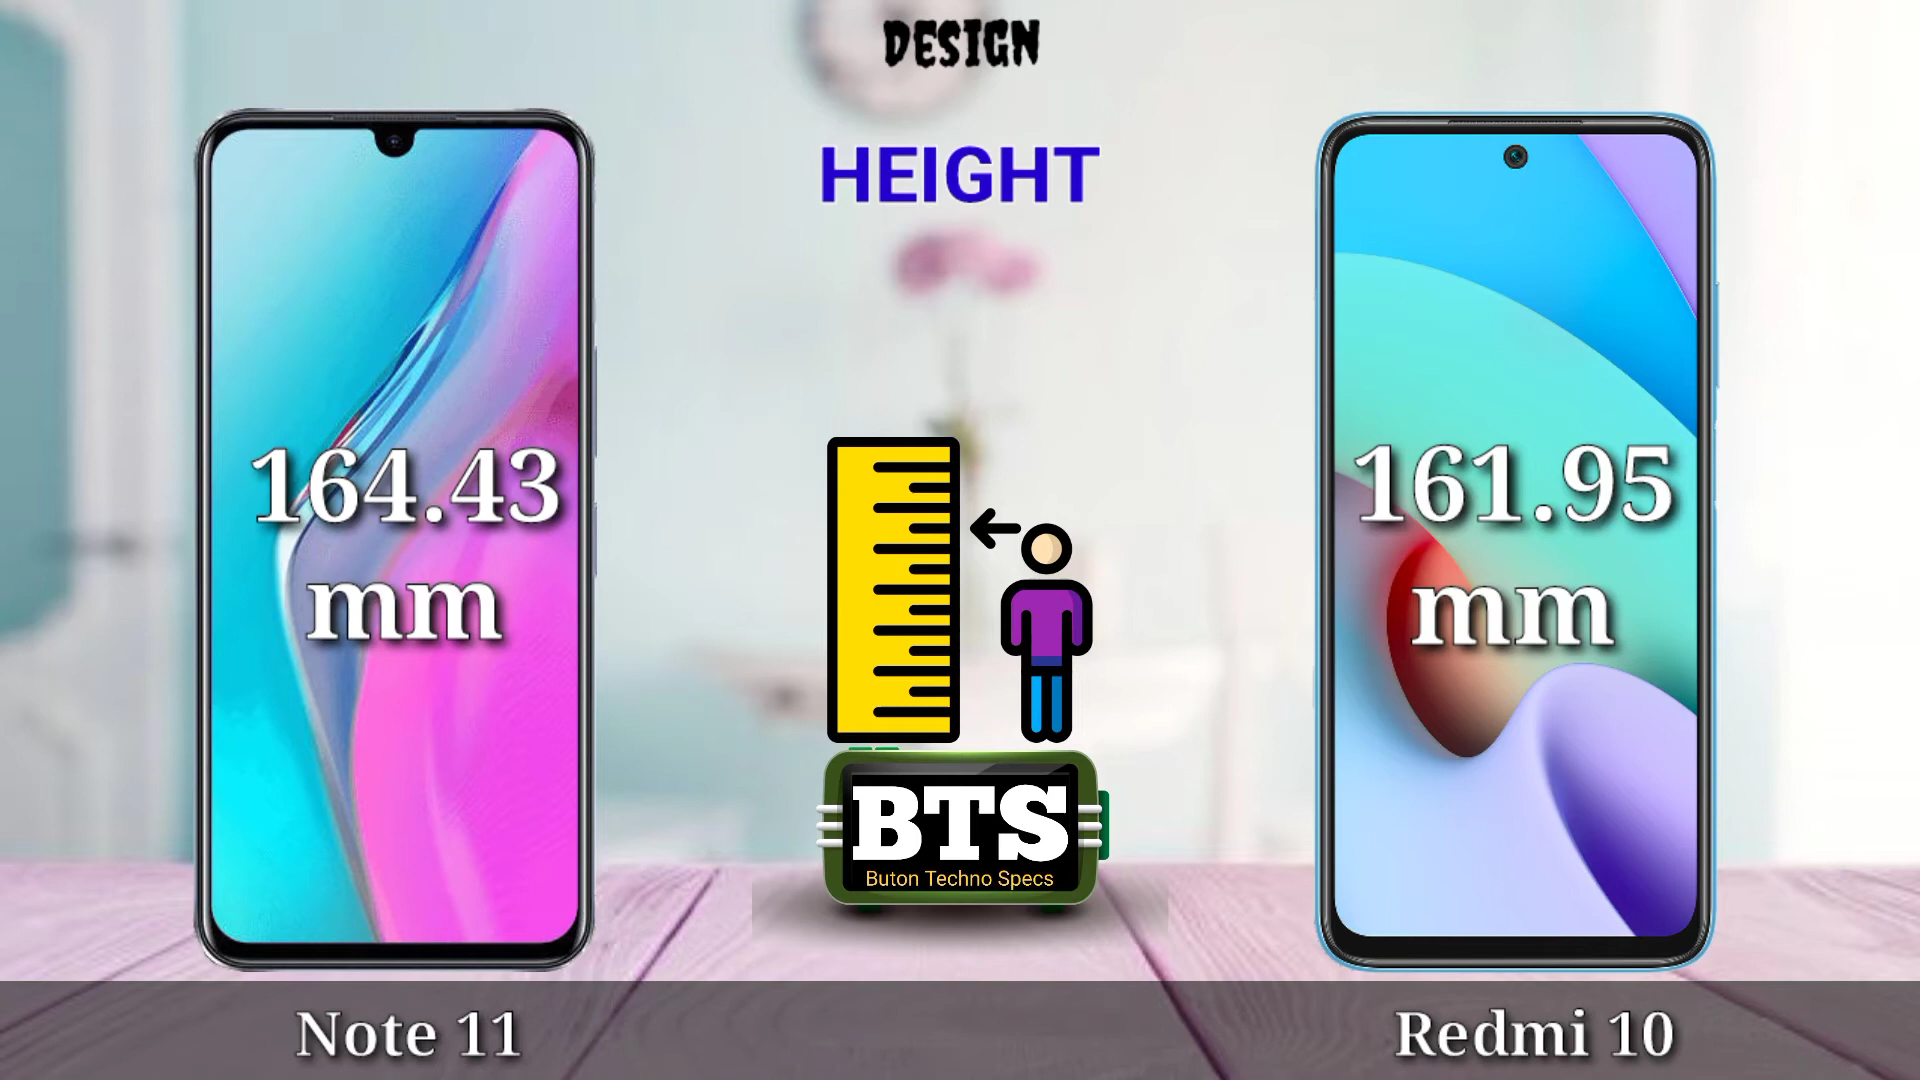 DESIGN
HEIGHT
164.43
mm
161.95
mm
BTS
Buton Techno Specs
Note 11
Redmi 10